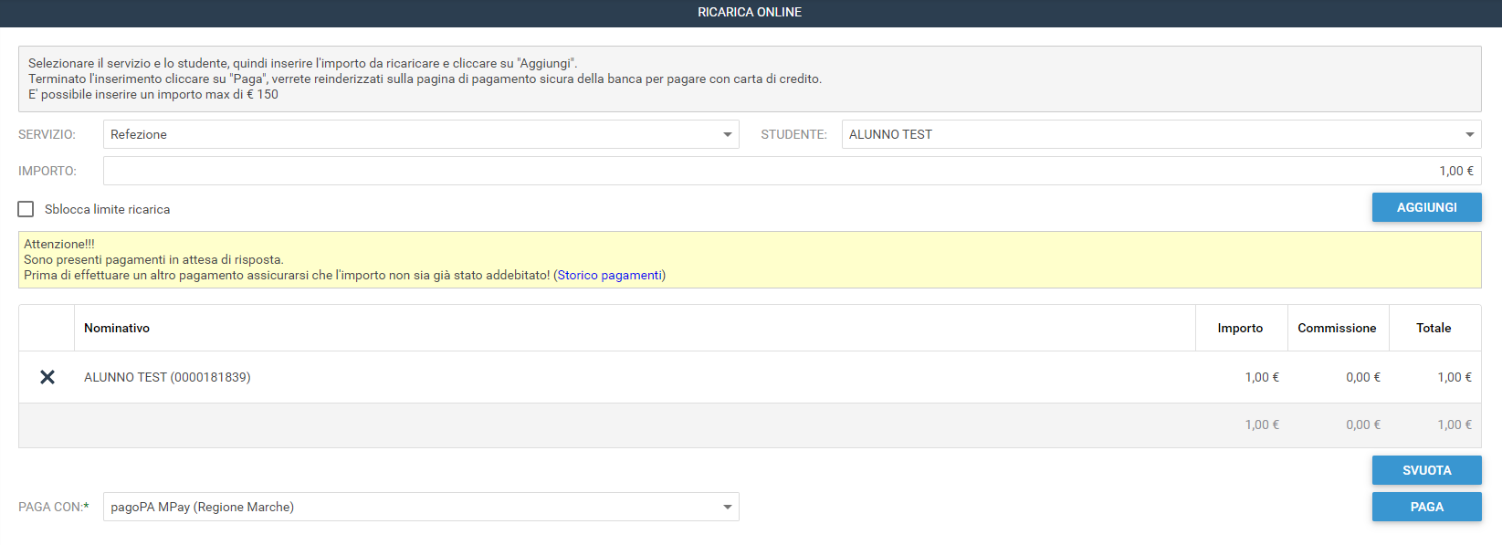 RICARICA ONLINE
Selezionare il servizio e lo studente, quindi inserire l'importo da ricaricare e cliccare su "Aggiungi".
Terminato l'inserimento cliccare su "Paga", verrete reinderizzati sulla pagina di pagamento sicura della banca per pagare con carta di credito.
E' possibile inserire un importo max di € 150
SERVIZIO: Refezione STUDENTE: ALUNNO TEST
IMPORTO: 1,00 €
Sblocca limite ricarica AGGIUNGI
Attenzione!!!
Sono presenti pagamenti in attesa di risposta.
Prima di effettuare un altro pagamento assicurarsi che l'importo non sia già stato addebitato! (Storico pagamenti)
Nominativo Importo Commissione Totale
ALUNNO TEST (0000181839) 1,00 € 0,00 € 1,00 €
1,00 € 0,00 € 1,00 €
SVUOTA
PAGA CON:* pagoPA MPay (Regione Marche) PAGA